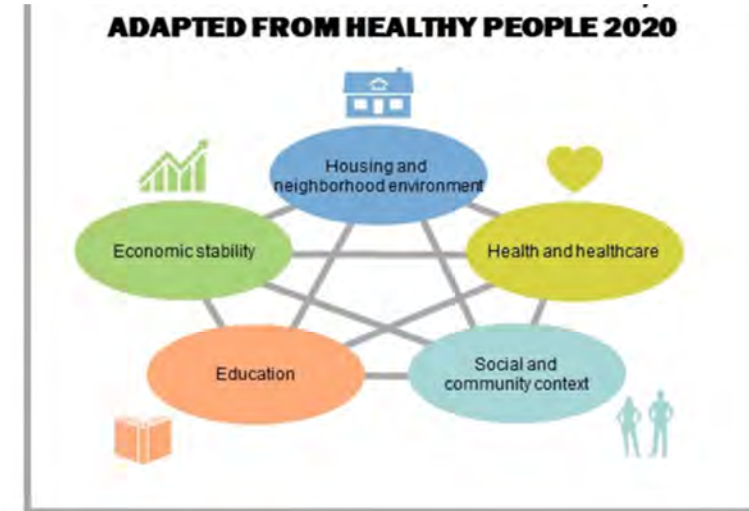 ADAPTED FROM HEALTHY PEOPLE 2020
Housing and
neighborhood environment
Economic stability
Health and healthcare
Education
Social and
community context